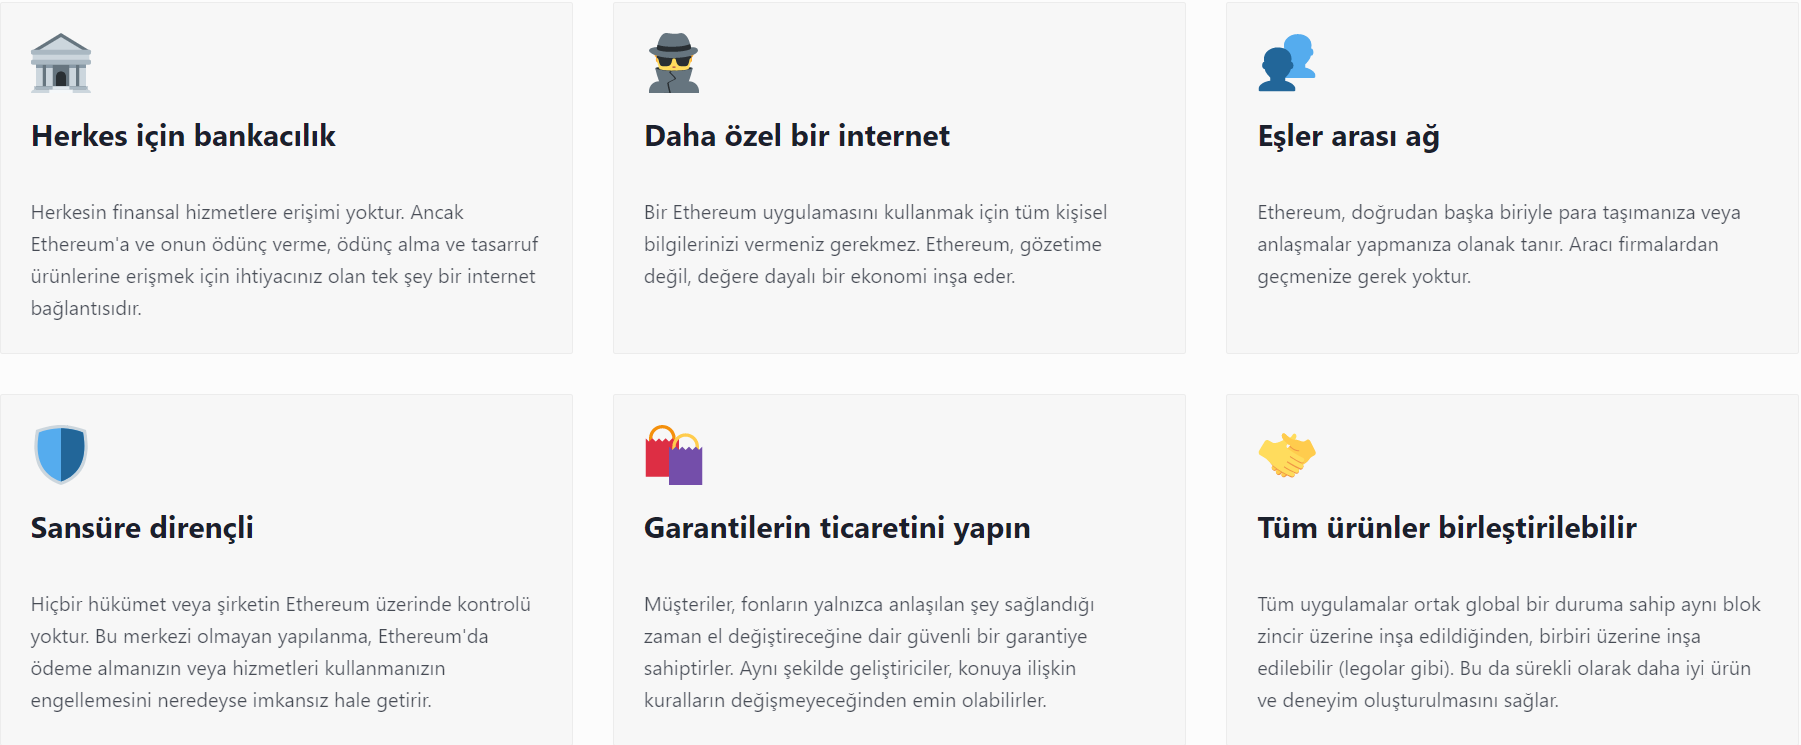 Herkes için bankacılık
Herkesin finansal hizmetlere erişimi yoktur. Ancak
Ethereum'a ve onun ödünç verme, ödünç alma ve tasarruf
ürünlerine erişmek için ihtiyacınız olan tek şey bir internet
bağlantısıdır.
Daha özel bir internet
Bir Ethereum uygulamasını kullanmak için tüm kişisel
bilgilerinizi vermeniz gerekmez. Ethereum, gözetime
değil, değere dayalı bir ekonomi inşa eder.
Eşler arası ağ
Ethereum, doğrudan başka biriyle para taşımanıza veya
anlaşmalar yapmanıza olanak tanır. Aracı firmalardan
geçmenize gerek yoktur.
Sansüre dirençli
Hiçbir hükümet veya şirketin Ethereum üzerinde kontrolü
yoktur. Bu merkezi olmayan yapılanma, Ethereum'da
ödeme almanızın veya hizmetleri kullanmanızın
engellemesini neredeyse imkansız hale getirir.
Garantilerin ticaretini yapın
Müşteriler, fonların yalnızca anlaşılan şey sağlandığı
zaman el değiştireceğine dair güvenli bir garantiye
sahiptirler. Aynı şekilde geliştiriciler, konuya ilişkin
kuralların değişmeyeceğinden emin olabilirler.
Tüm ürünler birleştirilebilir
Tüm uygulamalar ortak global bir duruma sahip aynı blok
zincir üzerine inşa edildiğinden, birbiri üzerine inşa
edilebilir (legolar gibi). Bu da sürekli olarak daha iyi ürün
ve deneyim oluşturulmasını sağlar.